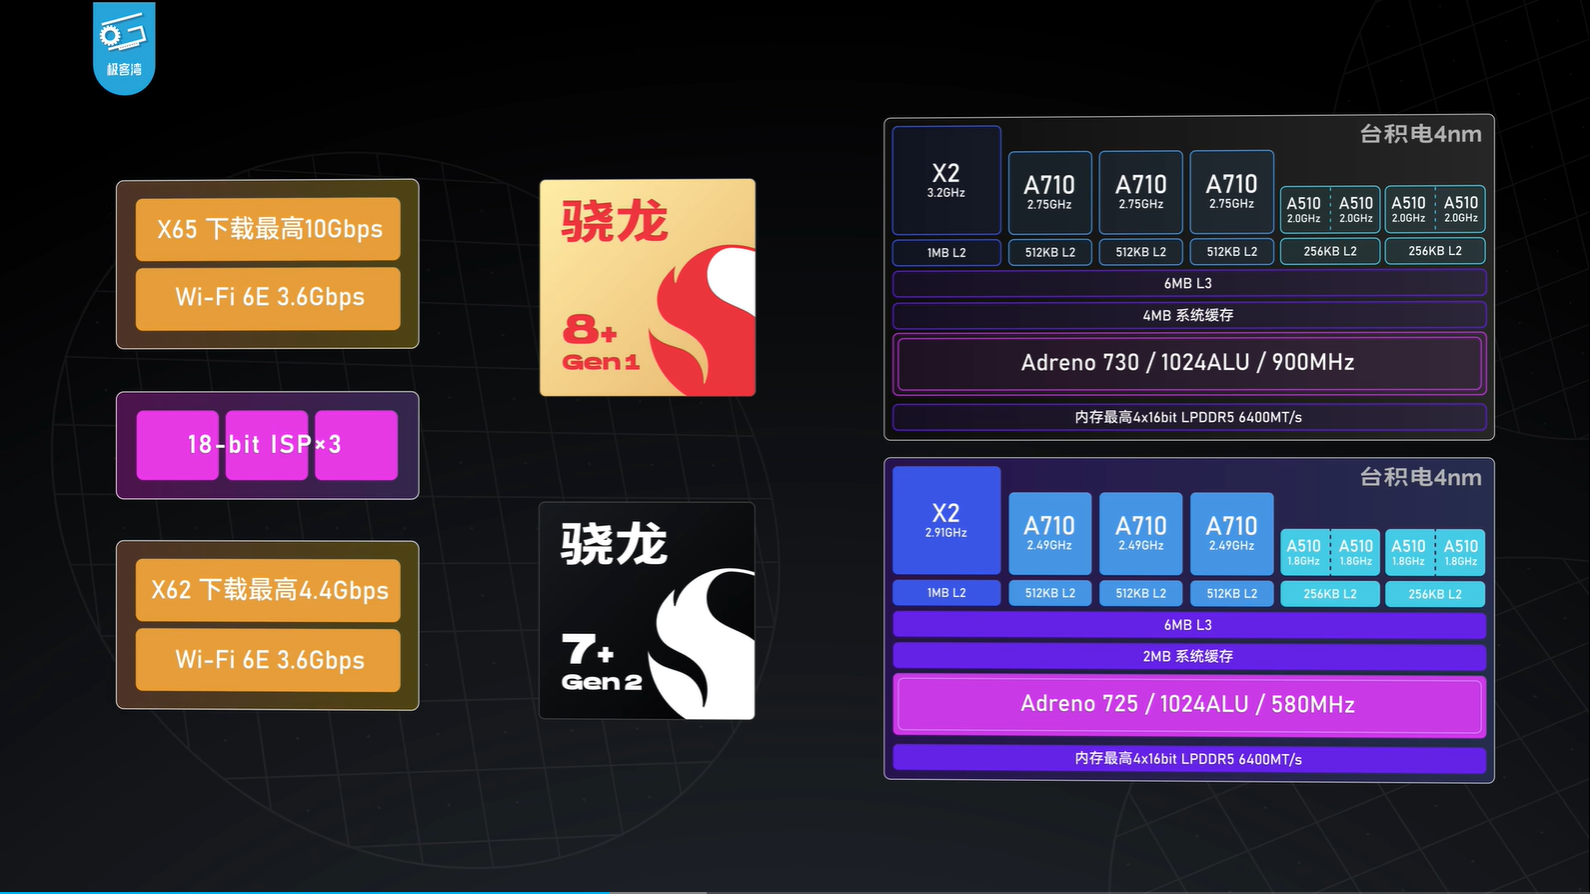 极客湾
X65 下载最高10Gbps
Wi-Fi 6E 3.6Gbps
18-bit ISP×3
X62 下载最高4.4Gbps
Wi-Fi 6E 3.6Gbps
骁龙
8+
Gen 1
骁龙
7+
Gen 2
台积电4nm
X2
3.2GHz
A710
2.75GHz
A710
2.75GHz
A710
2.75GHz
A510
2.0GHz
A510
2.0GHz
A510
2.0GHz
A510
2.0GHz
1MB L2
512KB L2
512KB L2
512KB L2
256KB L2
256KB L2
6MB L3
4MB 系统缓存
Adreno 730 / 1024ALU / 900MHz
内存最高4x16bit LPDDR5 6400MT/s
台积电4nm
X2
2.91GHz
A710
2.49GHz
A710
2.49GHz
A710
2.49GHz
A510
1.8GHz
A510
1.8GHz
A510
1.8GHz
A510
1.8GHz
1MB L2
512KB L2
512KB L2
512KB L2
256KB L2
256KB L2
6MB L3
2MB 系统缓存
Adreno 725 / 1024ALU / 580MHz
内存最高4x16bit LPDDR5 6400MT/s